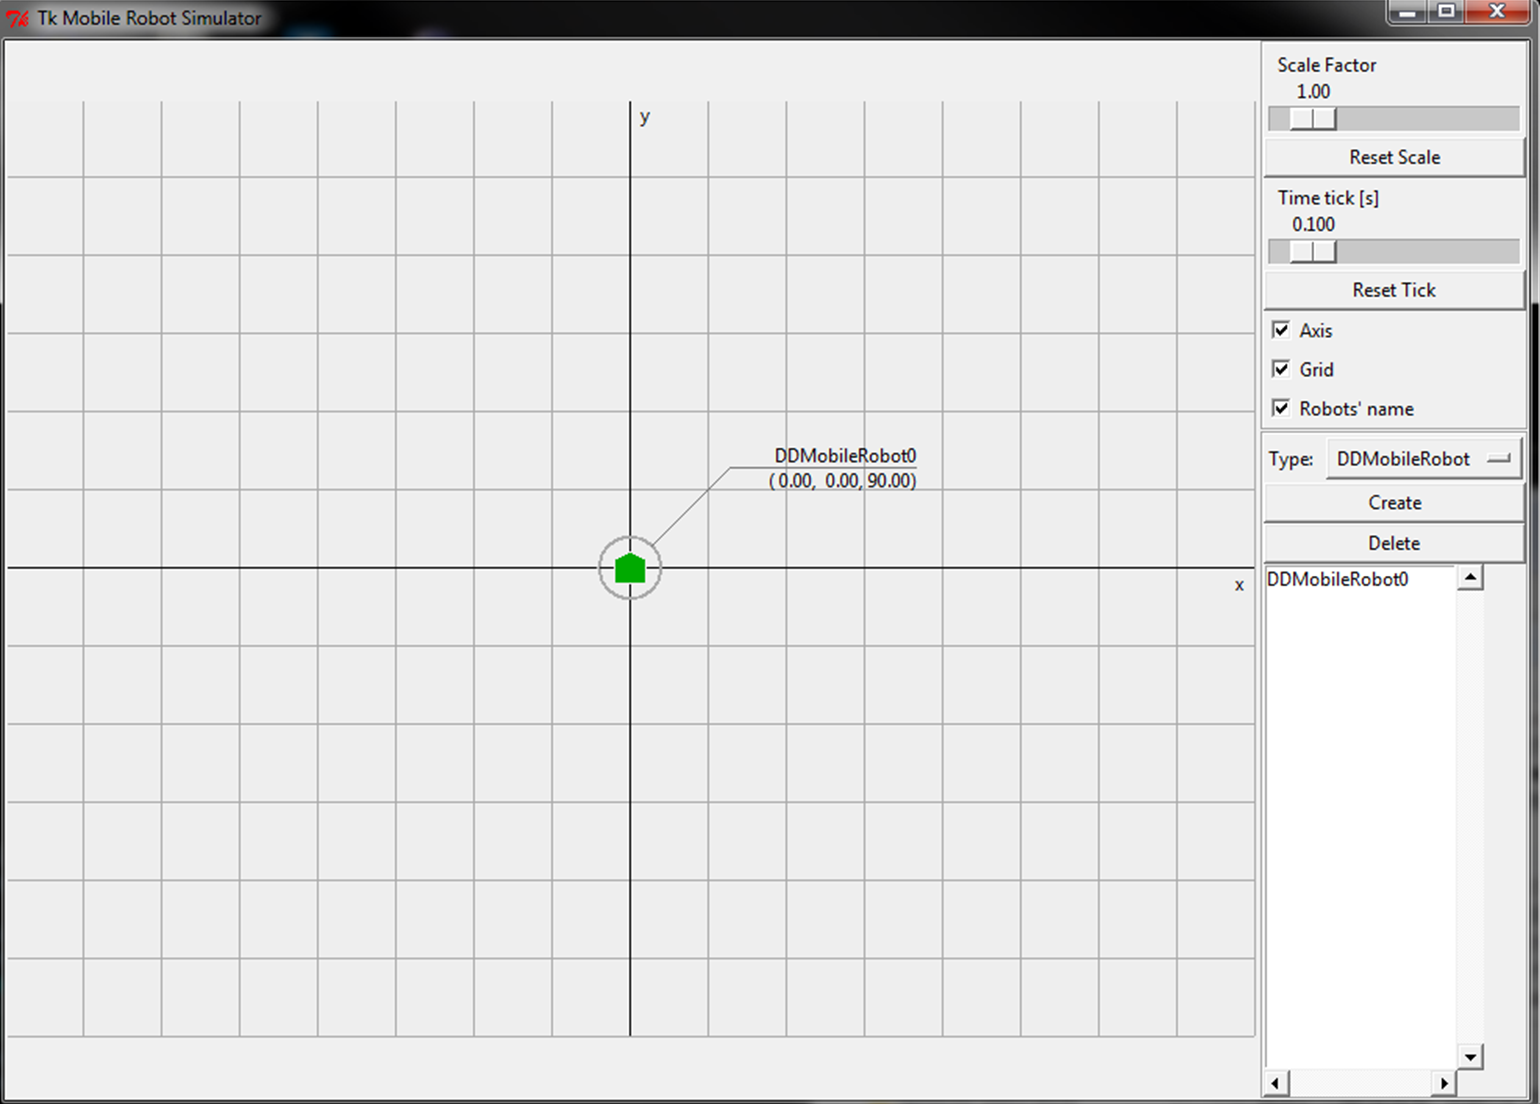 Tk Tk Mobile Robot Simulator
y
DDMobileRobot0
( 0.00, 0.00, 90.00)
x
Scale Factor
1.00
Reset Scale
Time tick [s]
0.100
Reset Tick
Axis
Grid
Robots' name
Type: DDMobileRobot
Create
Delete
DDMobileRobot0